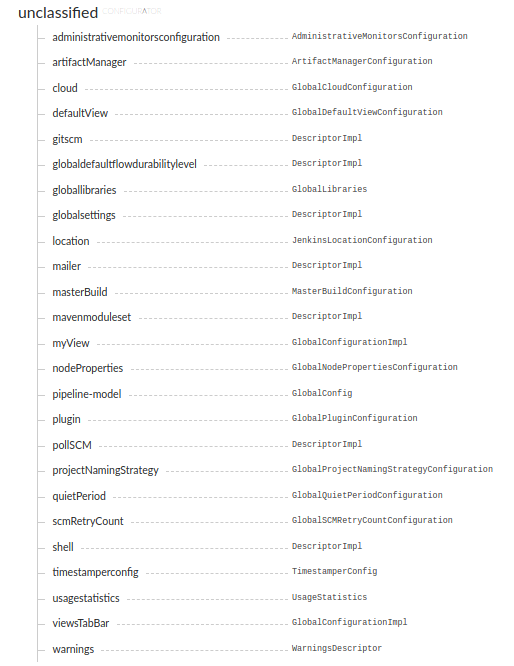 unclassified CONFIGURATOR
administrativemonitorsconfiguration AdministrativeMonitorsConfiguration
artifactManager ArtifactManagerConfiguration
cloud GlobalCloudConfiguration
defaultView GlobalDefaultViewConfiguration
gitscm DescriptorImpl
globaldefaultflowdurabilitylevel DescriptorImpl
globallibraries GlobalLibraries
globalsettings DescriptorImpl
location JenkinsLocationConfiguration
mailer DescriptorImpl
masterBuild MasterBuildConfiguration
mavenmoduleset DescriptorImpl
myView GlobalConfigurationImpl
nodeProperties GlobalNodePropertiesConfiguration
pipeline-model GlobalConfig
plugin GlobalPluginConfiguration
pollSCM DescriptorImpl
projectNamingStrategy GlobalProjectNamingStrategyConfiguration
quietPeriod GlobalQuietPeriodConfiguration
scmRetryCount GlobalSCMRetryCountConfiguration
shell DescriptorImpl
timestamperconfig TimestamperConfig
usagestatistics UsageStatistics
viewsTabBar GlobalConfigurationImpl
warnings WarningsDescriptor